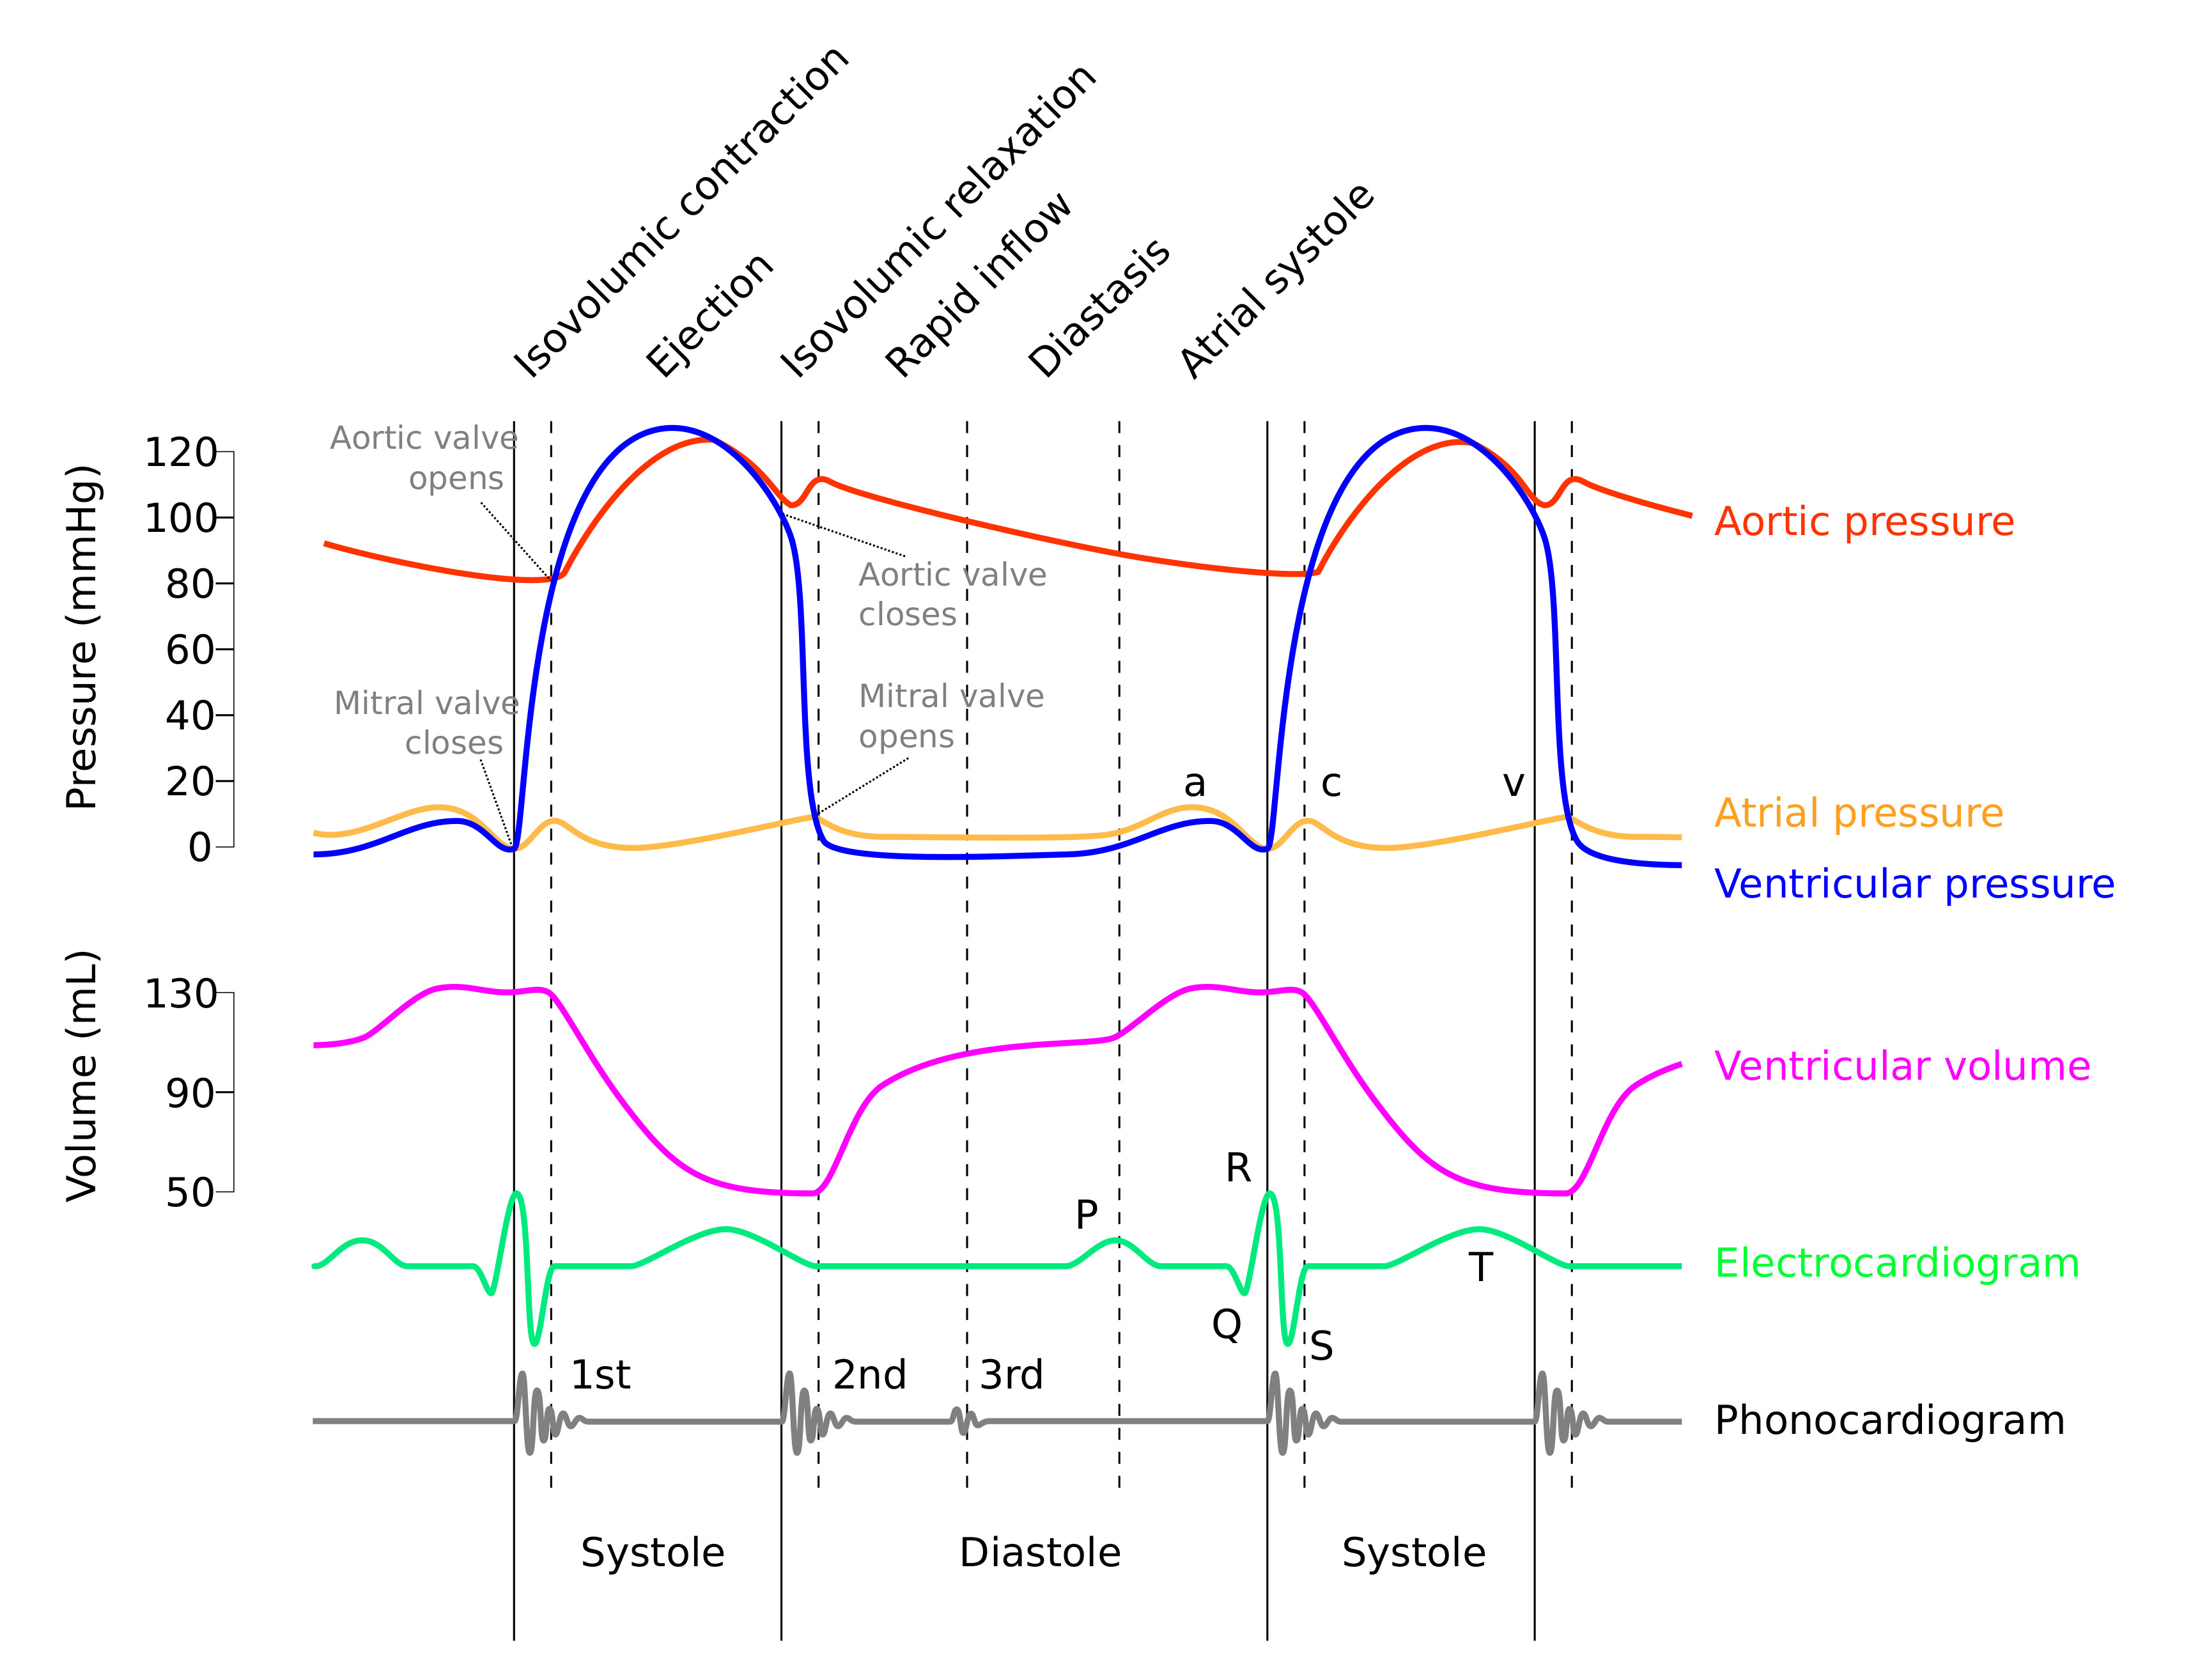 Isovolumic contraction
Ejection
Isovolumic relaxation
Rapid inflow
Diastasis
Atrial systole
Pressure (mmHg)
120
100
80
60
40
20
0
Aortic valve
opens
Mitral valve
closes
Aortic valve
closes
Mitral valve
opens
a
c
v
Aortic pressure
Atrial pressure
Ventricular pressure
Volume (mL)
130
90
50
Ventricular volume
P
R
Q
S
T
Electrocardiogram
1st
2nd
3rd
Phonocardiogram
Systole
Diastole
Systole